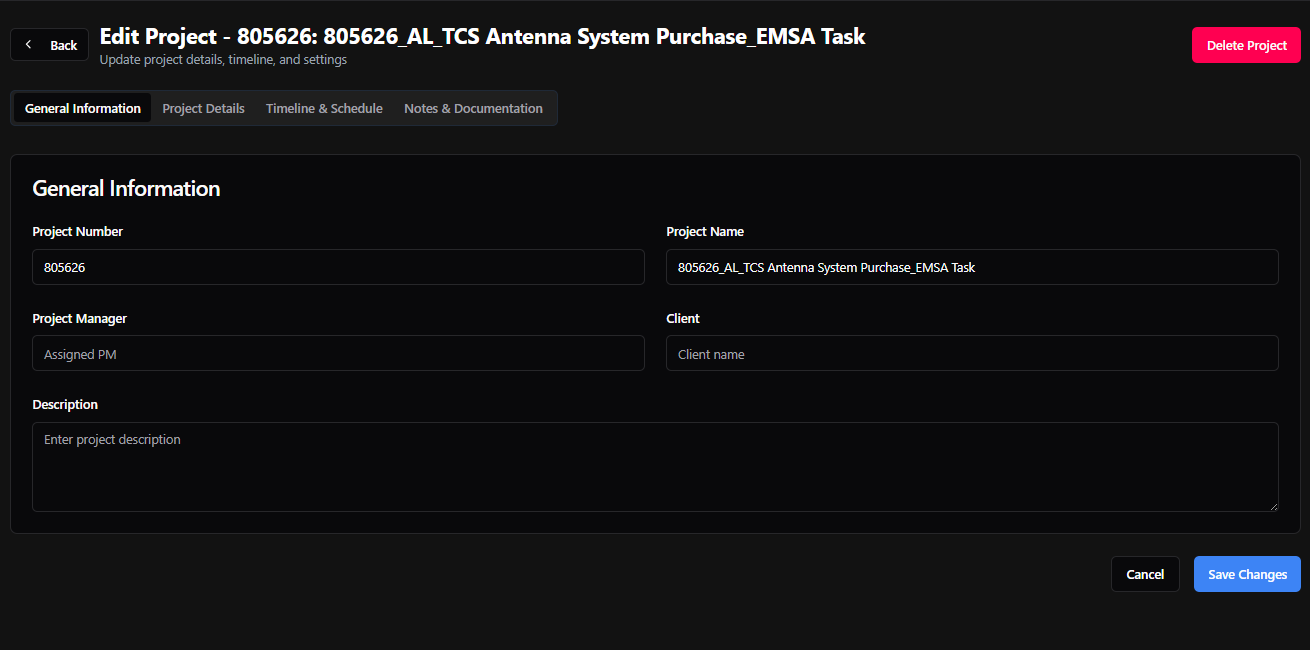 Back
Edit Project - 805626: 805626_AL_TCS Antenna System Purchase_EMSA Task
Update project details, timeline, and settings
Delete Project
General Information
Project Details
Timeline & Schedule
Notes & Documentation
General Information
Project Number
Project Name
805626
805626_AL_TCS Antenna System Purchase_EMSA Task
Project Manager
Client
Assigned PM
Client name
Description
Enter project description
Cancel
Save Changes